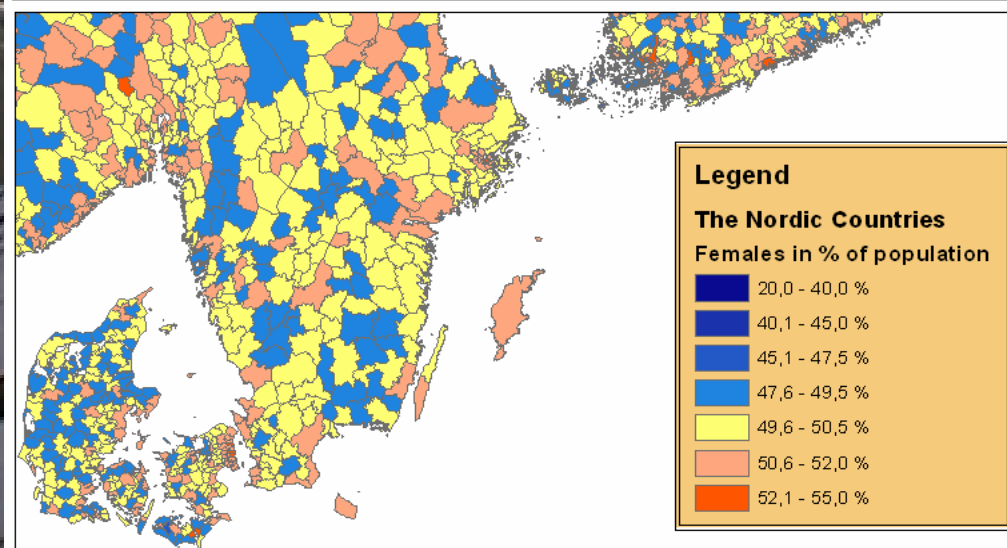 Legend
The Nordic Countries
Females in % of population
20,0 - 40,0 %
40,1 - 45,0 %
45,1 - 47,5 %
47,6 - 49,5 %
49,6 - 50,5 %
50,6 - 52,0 %
52,1 - 55,0 %